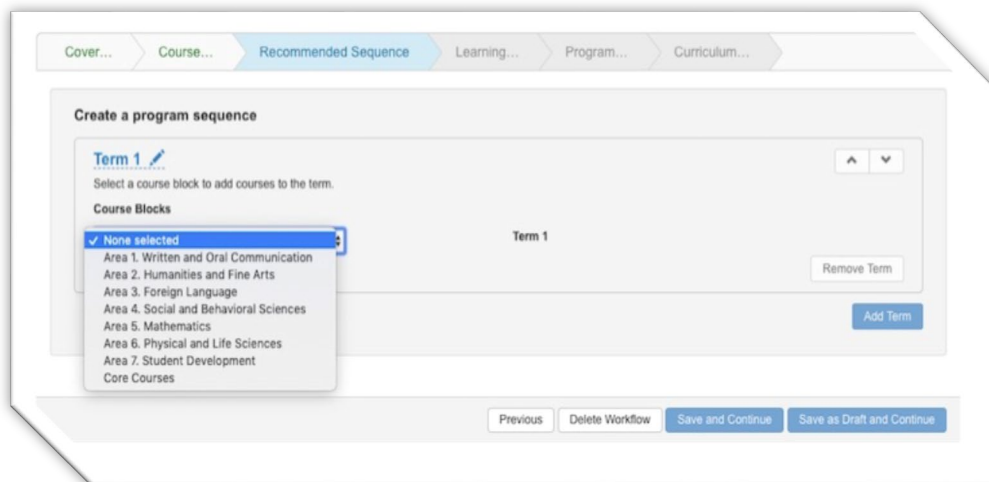 Cover... Course... Recommended Sequence Learning... Program... Curriculum...
Create a program sequence
Term 1
Select a course block to add courses to the term.
Course Blocks
✓ None selected
Term 1
Area 1. Written and Oral Communication
Area 2. Humanities and Fine Arts
Remove Term
Area 3. Foreign Language
Area 4. Social and Behavioral Sciences
Add Term
Area 5. Mathematics
Area 6. Physical and Life Sciences
Area 7. Student Development
Core Courses
Previous Delete Workflow Save and Continue Save as Draft and Continue